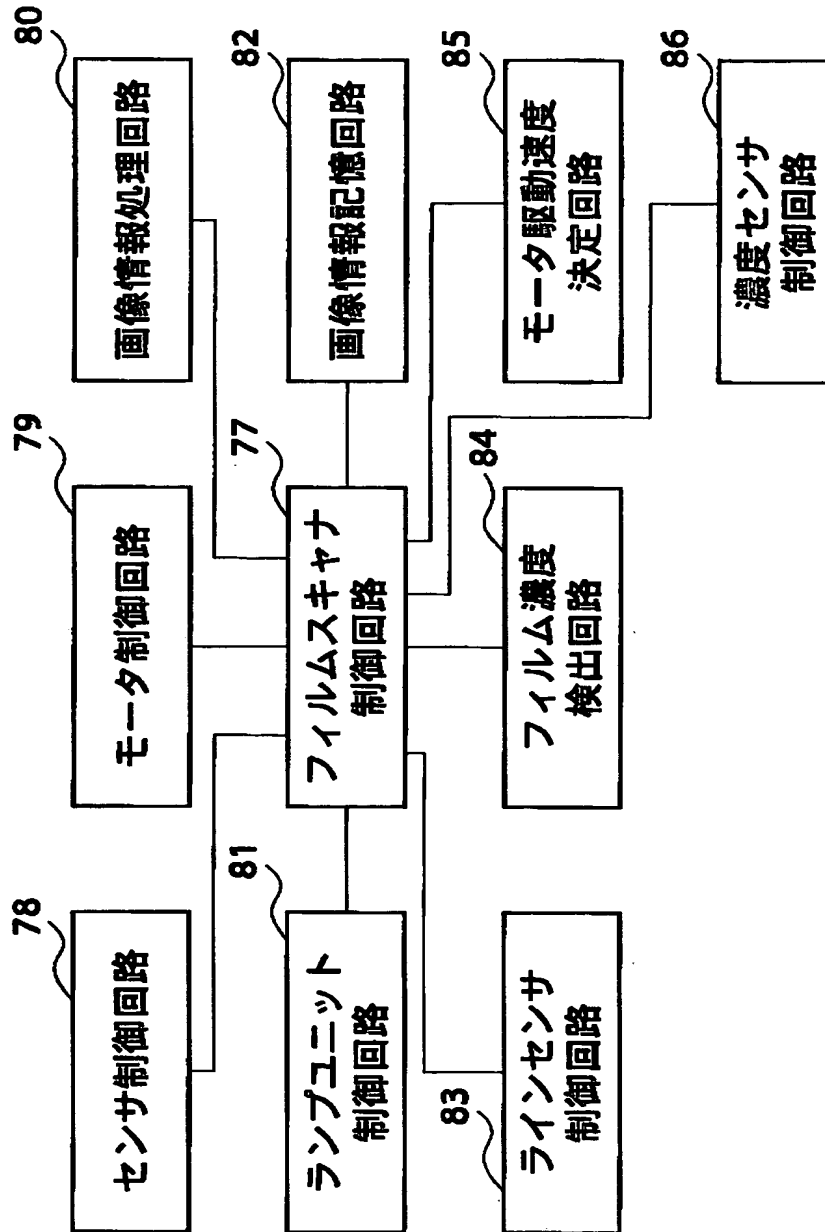 78
センサ制御回路
79
モータ制御回路
80
画像情報処理回路
81
ランプユニット
制御回路
77
フィルムスキャナ
制御回路
82
画像情報記憶回路
83
ラインセンサ
制御回路
84
フィルム濃度
検出回路
85
モータ駆動速度
決定回路
86
濃度センサ
制御回路